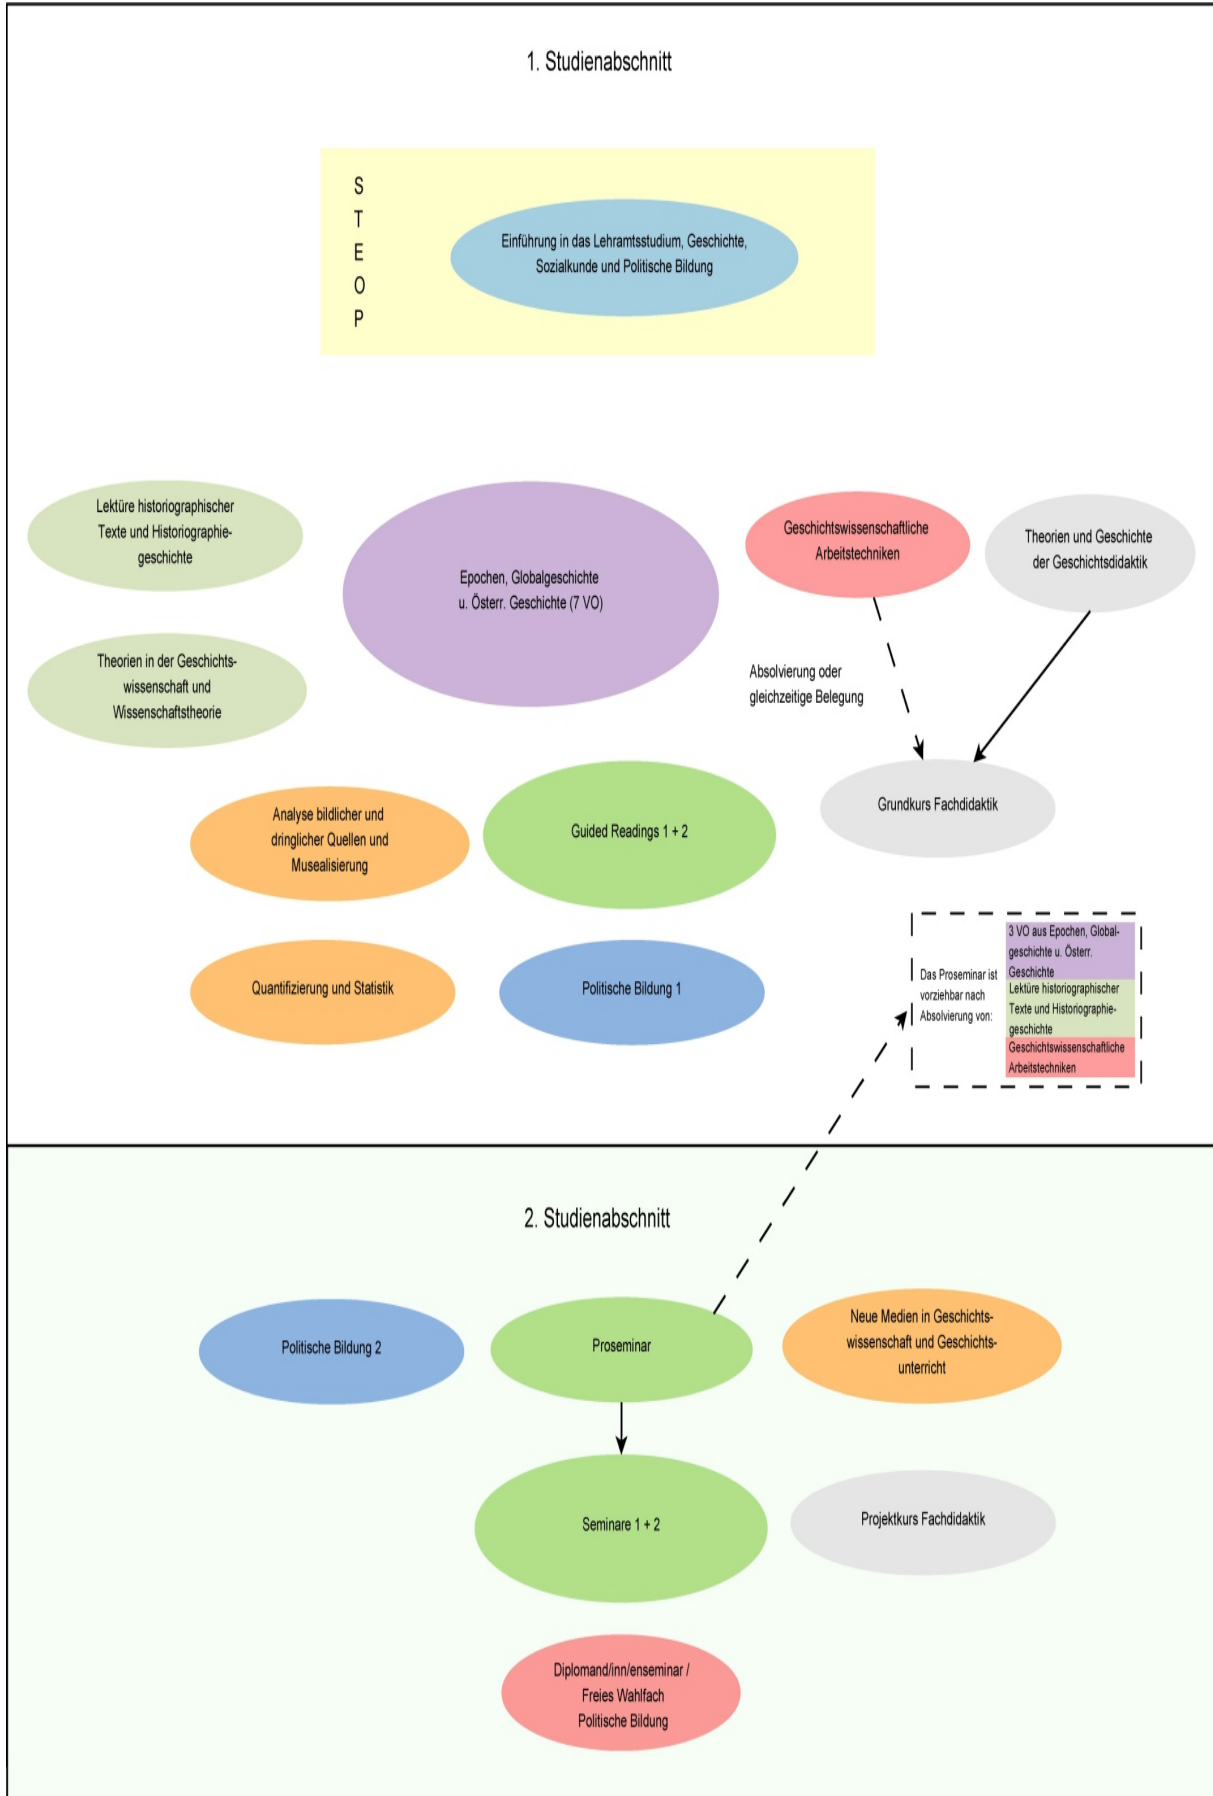 1. Studienabschnitt
S
T
E
O
P
Einführung in das Lehramtsstudium, Geschichte,
Sozialkunde und Politische Bildung
Lektüre historiographischer
Texte und Historiographie-
geschichte
Epochen, Globalgeschichte
u. Österr. Geschichte (7 VO)
Geschichtswissenschaftliche
Arbeitstechniken
Theorien und Geschichte
der Geschichtsdidaktik
Theorien in der Geschichts-
wissenschaft und
Wissenschaftstheorie
Absolvierung oder
gleichzeitige Belegung
Analyse bildlicher und
dringlicher Quellen und
Musealisierung
Guided Readings 1 + 2
Grundkurs Fachdidaktik
Quantifizierung und Statistik
Politische Bildung 1
Das Proseminar ist
vorziehbar nach
Absolvierung von:
3 VO aus Epochen, Global-
geschichte u. Österr.
Geschichte
Lektüre historiographischer
Texte und Historiographie-
geschichte
Geschichtswissenschaftliche
Arbeitstechniken
2. Studienabschnitt
Politische Bildung 2
Proseminar
Neue Medien in Geschichts-
wissenschaft und Geschichts-
unterricht
Seminare 1 + 2
Projektkurs Fachdidaktik
Diplomand/inn/enseminar /
Freies Wahlfach
Politische Bildung